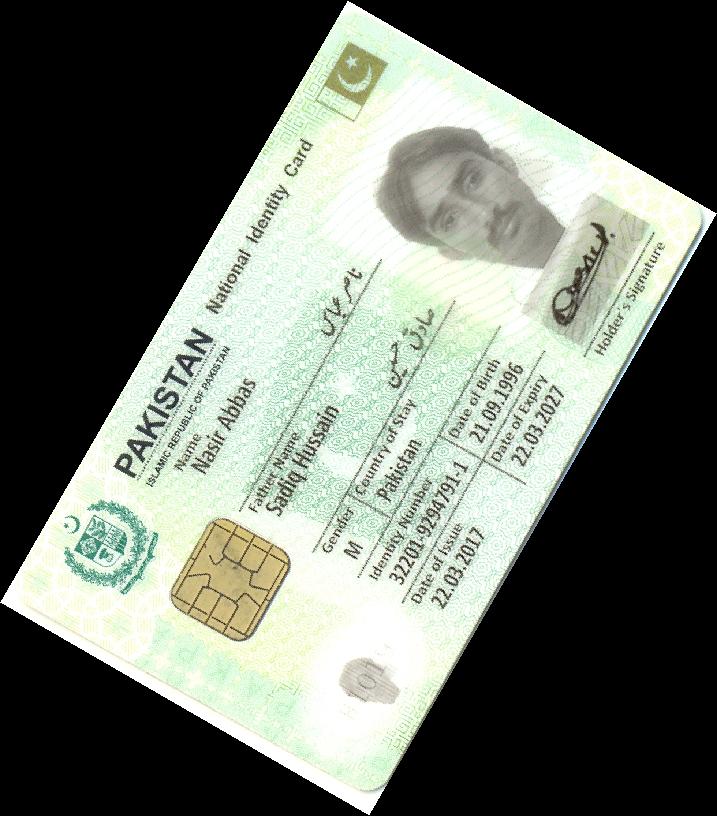 PAKISTAN National Identity Card
ISLAMIC REPUBLIC OF PAKISTAN
Name
Nasir Abbas
ناصر عباس
Father Name
Sadiq Hussain
صادق حسین
Gender
Country of Stay
M
Pakistan
Identity Number
Date of Birth
32201-9294791-1
21.09.1996
Date of Issue
Date of Expiry
22.03.2017
22.03.2027
Holder's Signature